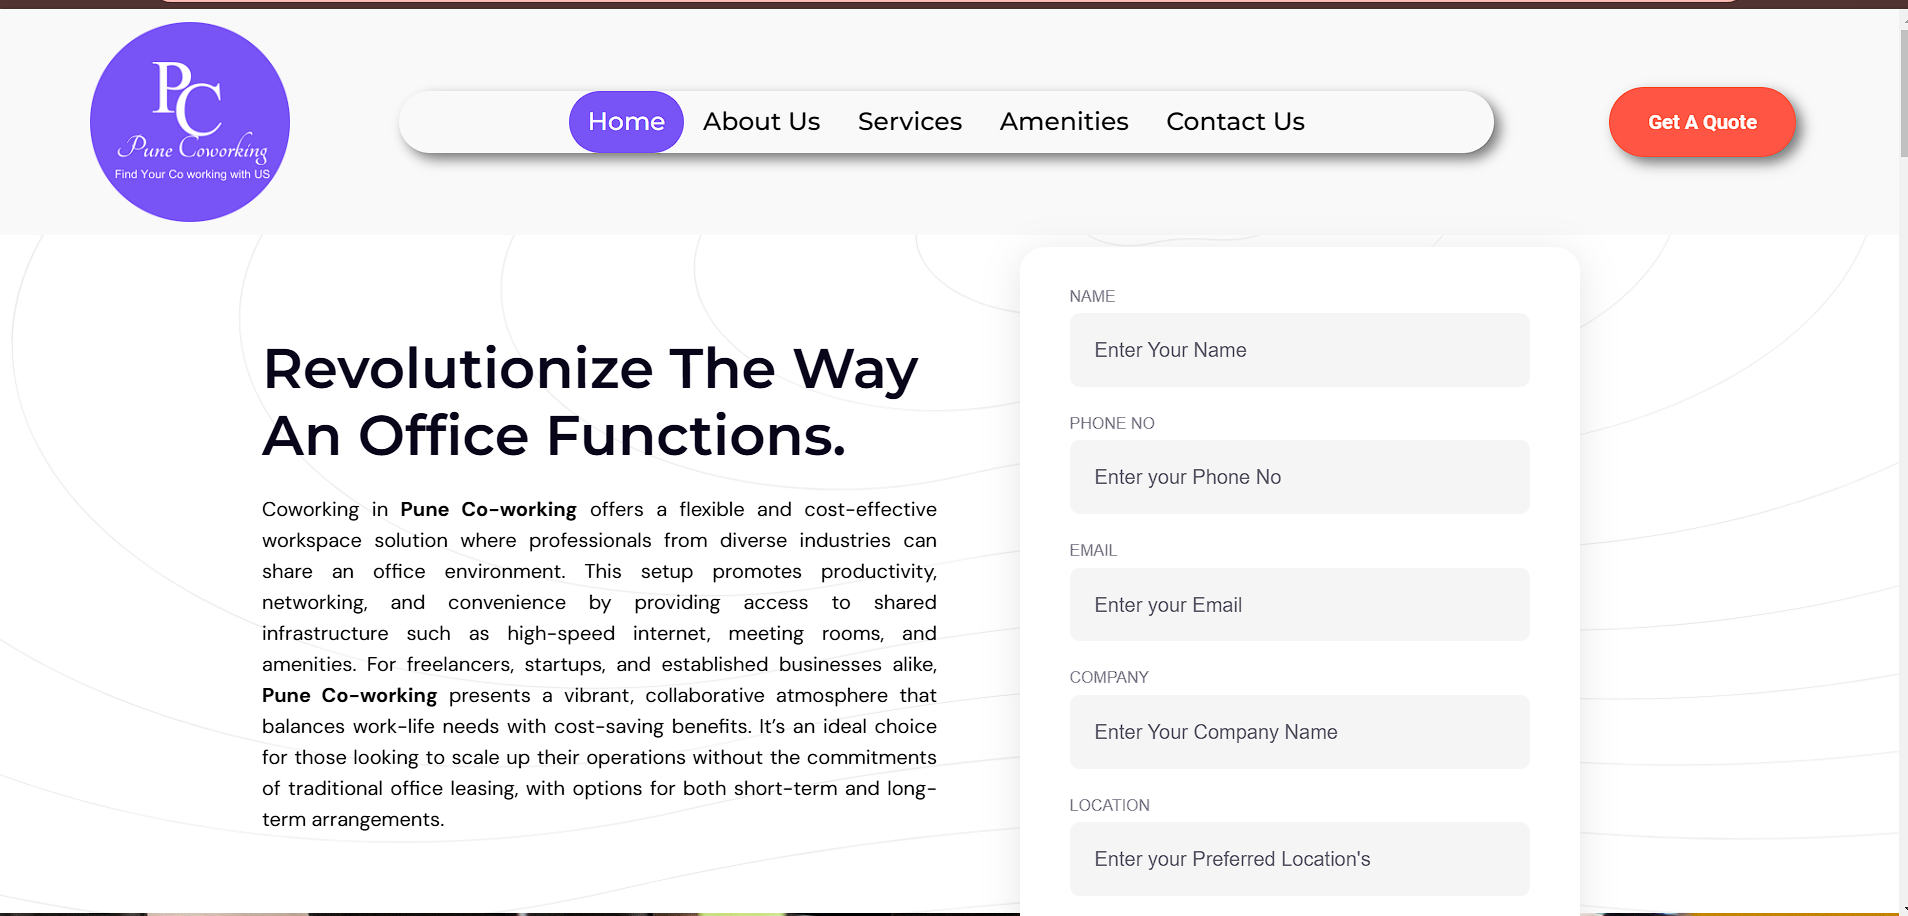 PC
Pune Coworking
Find Your Co working with US
Home About Us Services Amenities Contact Us
Get A Quote
Revolutionize The Way
An Office Functions.
Coworking in Pune Co-working offers a flexible and cost-effective
workspace solution where professionals from diverse industries can
share an office environment. This setup promotes productivity,
networking, and convenience by providing access to shared
infrastructure such as high-speed internet, meeting rooms, and
amenities. For freelancers, startups, and established businesses alike,
Pune Co-working presents a vibrant, collaborative atmosphere that
balances work-life needs with cost-saving benefits. It’s an ideal choice
for those looking to scale up their operations without the commitments
of traditional office leasing, with options for both short-term and long-
term arrangements.
NAME
Enter Your Name
PHONE NO
Enter your Phone No
EMAIL
Enter your Email
COMPANY
Enter Your Company Name
LOCATION
Enter your Preferred Location's